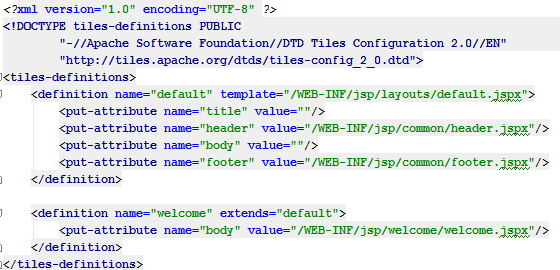 <?xml version="1.0" encoding="UTF-8" ?>
<!DOCTYPE tiles-definitions PUBLIC
"-//Apache Software Foundation//DTD Tiles Configuration 2.0//EN"
"http://tiles.apache.org/dtds/tiles-config_2_0.dtd">
<tiles-definitions>
<definition name="default" template="/WEB-INF/jsp/layouts/default.jspx">
<put-attribute name="title" value=""/>
<put-attribute name="header" value="/WEB-INF/jsp/common/header.jspx"/>
<put-attribute name="body" value=""/>
<put-attribute name="footer" value="/WEB-INF/jsp/common/footer.jspx"/>
</definition>
<definition name="welcome" extends="default">
<put-attribute name="body" value="/WEB-INF/jsp/welcome/welcome.jspx"/>
</definition>
</tiles-definitions>